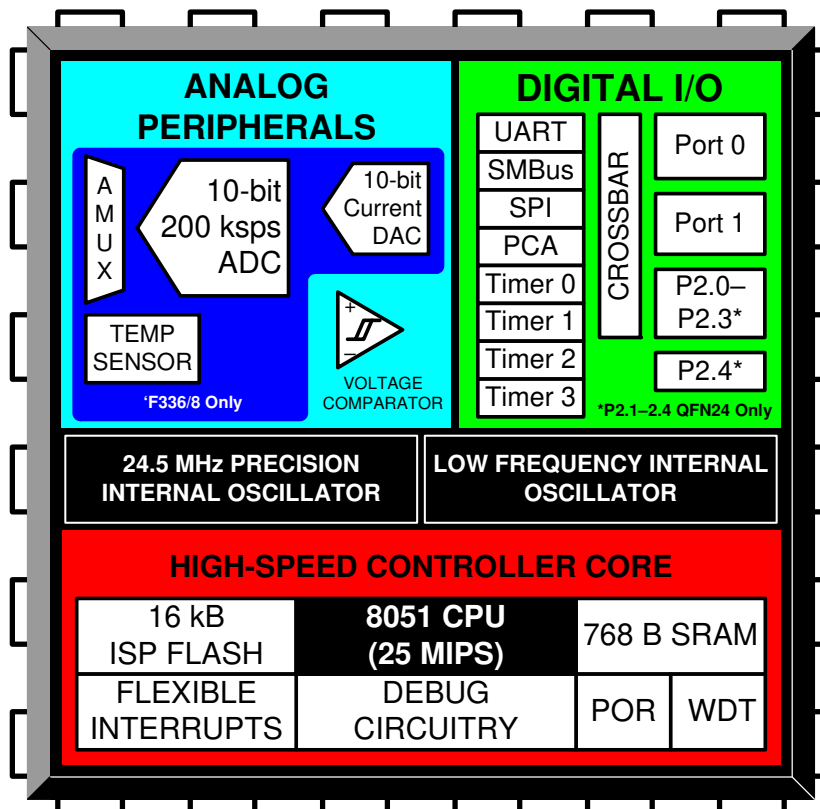 ANALOG
PERIPHERALS
A
M
U
X
10-bit
200 ksps
ADC
10-bit
Current
DAC
TEMP
SENSOR
+
–
VOLTAGE
COMPARATOR
‘F336/8 Only
DIGITAL I/O
UART
SMBus
SPI
PCA
Timer 0
Timer 1
Timer 2
Timer 3
CROSSBAR
Port 0
Port 1
P2.0–
P2.3*
P2.4*
*P2.1–2.4 QFN24 Only
24.5 MHz PRECISION
INTERNAL OSCILLATOR
LOW FREQUENCY INTERNAL
OSCILLATOR
HIGH-SPEED CONTROLLER CORE
16 kB
ISP FLASH
8051 CPU
(25 MIPS)
768 B SRAM
FLEXIBLE
INTERRUPTS
DEBUG
CIRCUITRY
POR
WDT